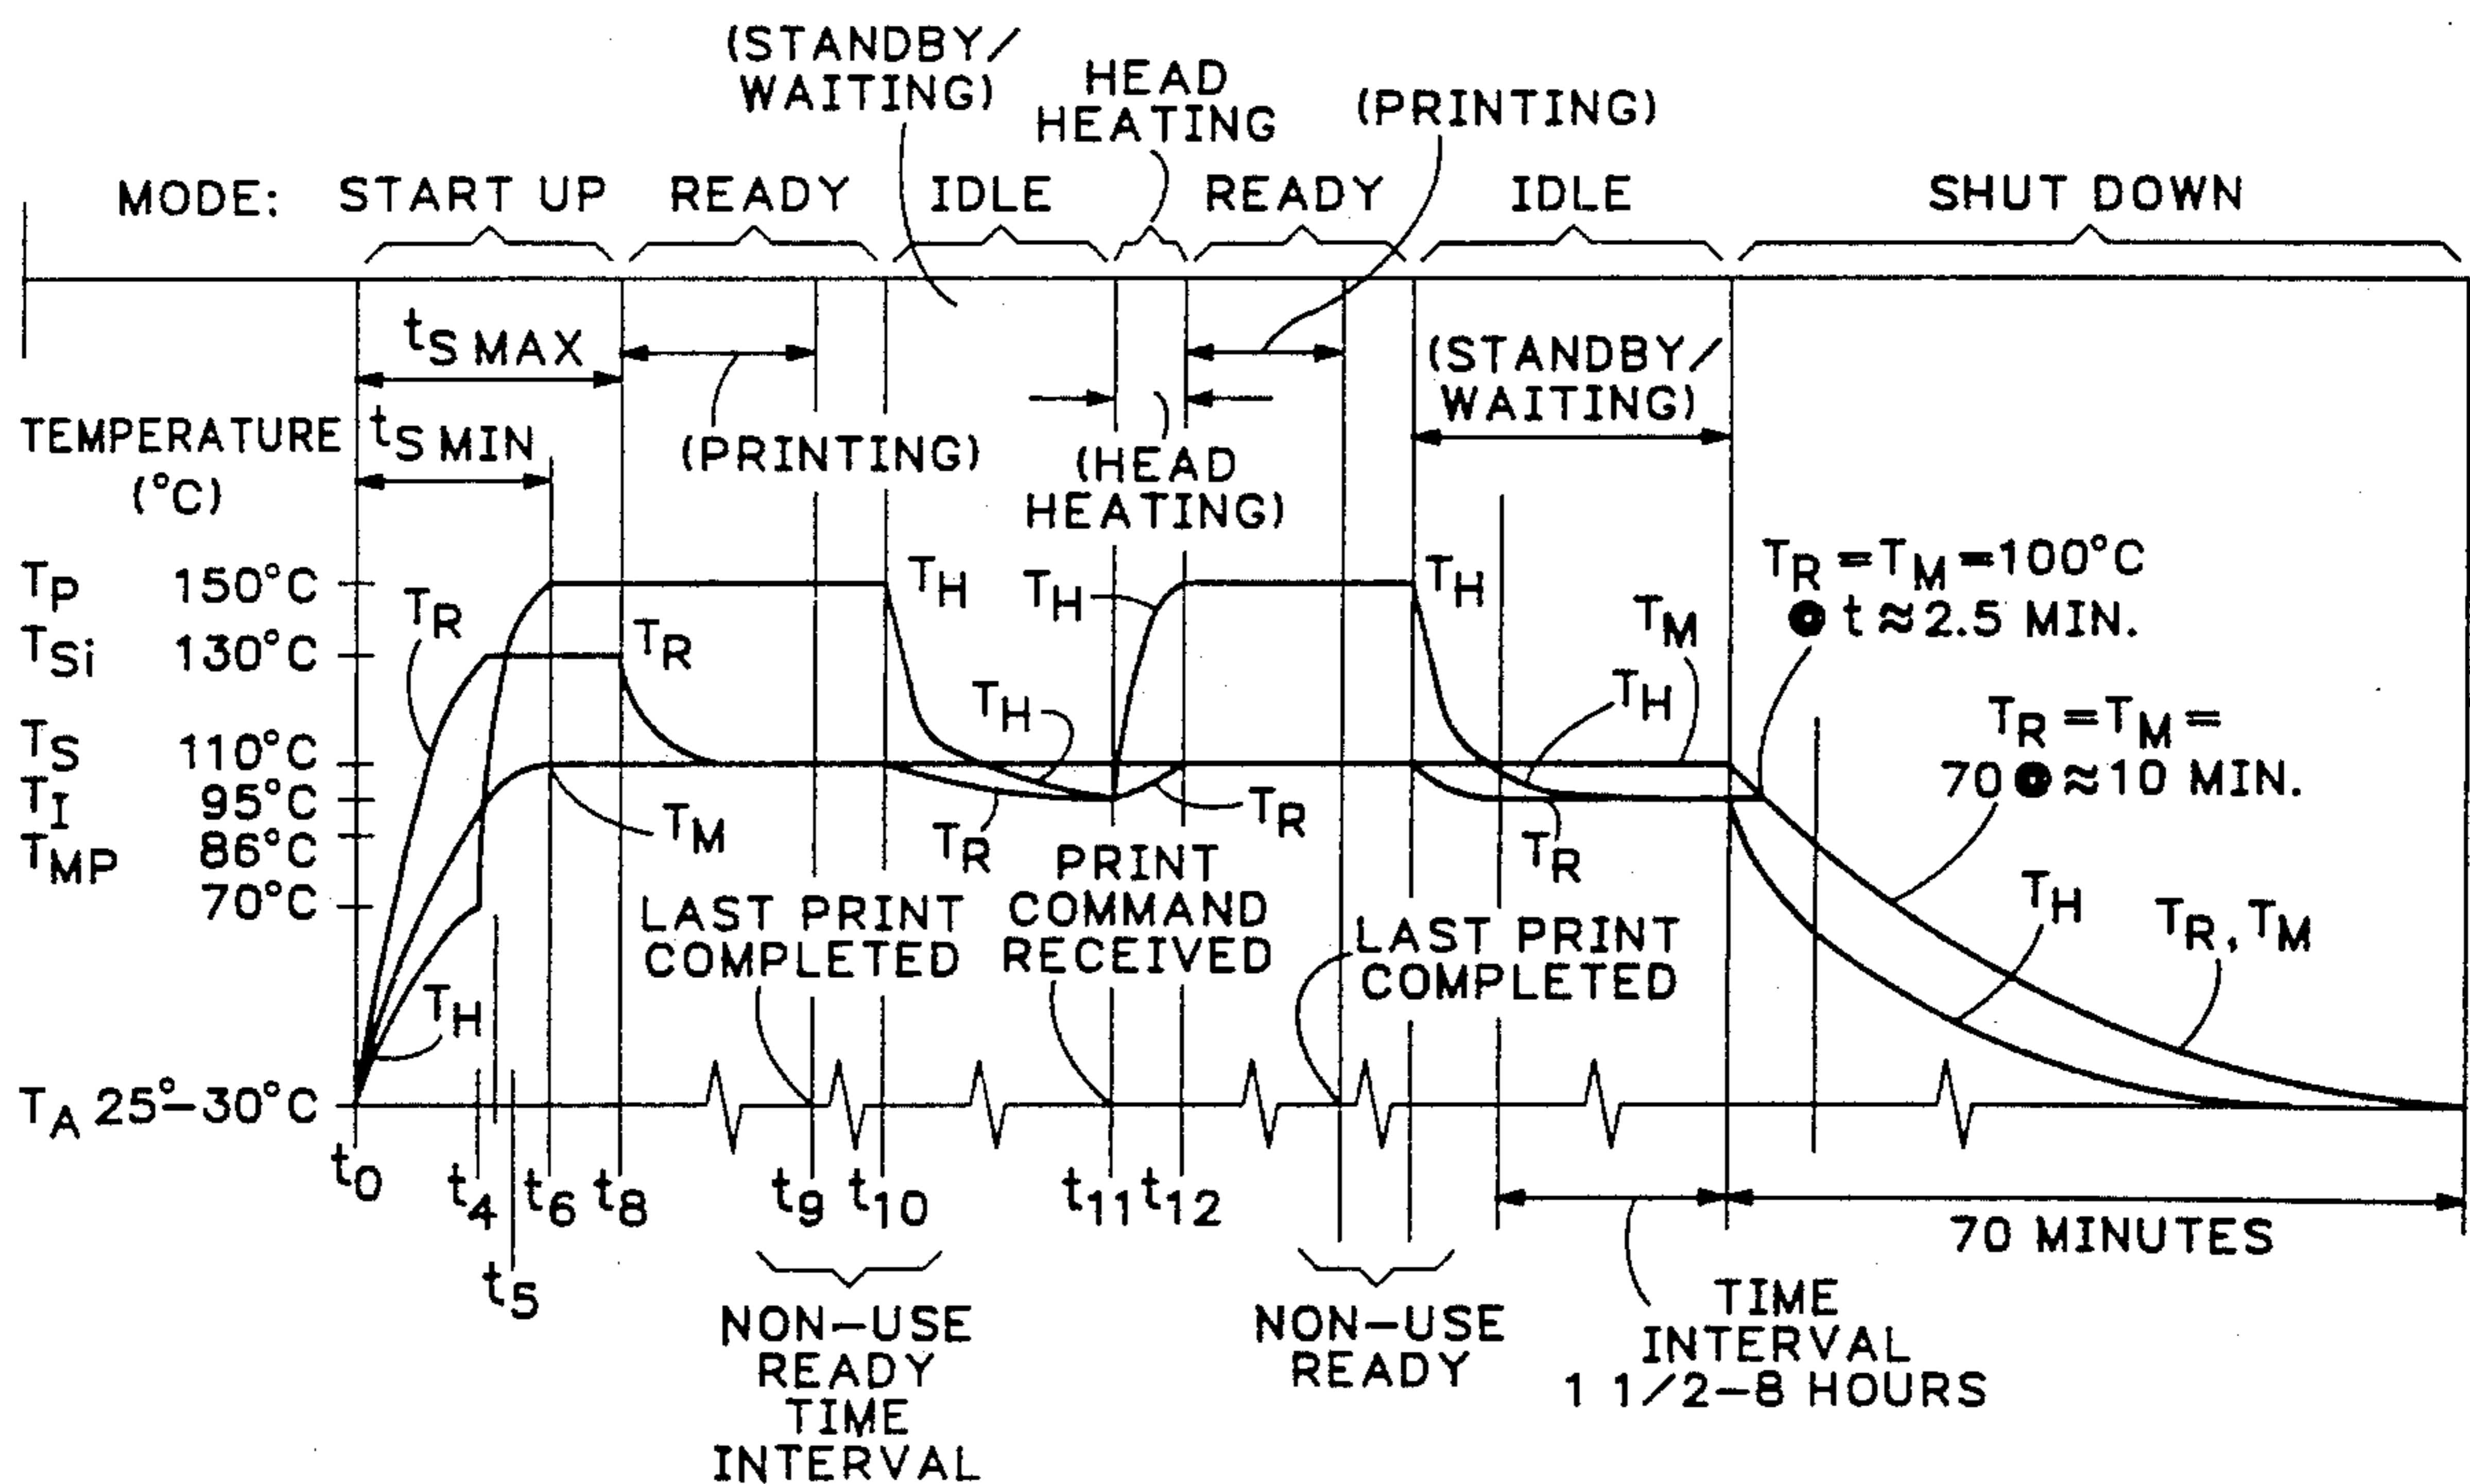 (STANDBY/
WAITING)
HEAD
HEATING
(PRINTING)
MODE:
START UP
READY
IDLE
READY
IDLE
SHUT DOWN
tS MAX
tS MIN
(PRINTING)
(HEAD
HEATING)
(STANDBY/
WAITING)
TEMPERATURE
(°C)
TP 150°C
TSi 130°C
TS 110°C
TI 95°C
TMP 86°C
70°C
TA 25°–30°C
TR
TR
TH
TH
TH
TM
TR
TR
TH
TH
TH
TM
TR
TR=TM=100°C
@ t≈2.5 MIN.
TR=TM=
70 @ ≈10 MIN.
TH
TR, TM
LAST PRINT
COMPLETED
PRINT
COMMAND
RECEIVED
LAST PRINT
COMPLETED
t0
t4
t5
t6
t8
t9
t10
t11
t12
NON–USE
READY
TIME
INTERVAL
NON–USE
READY
TIME
INTERVAL
1 1/2–8 HOURS
70 MINUTES